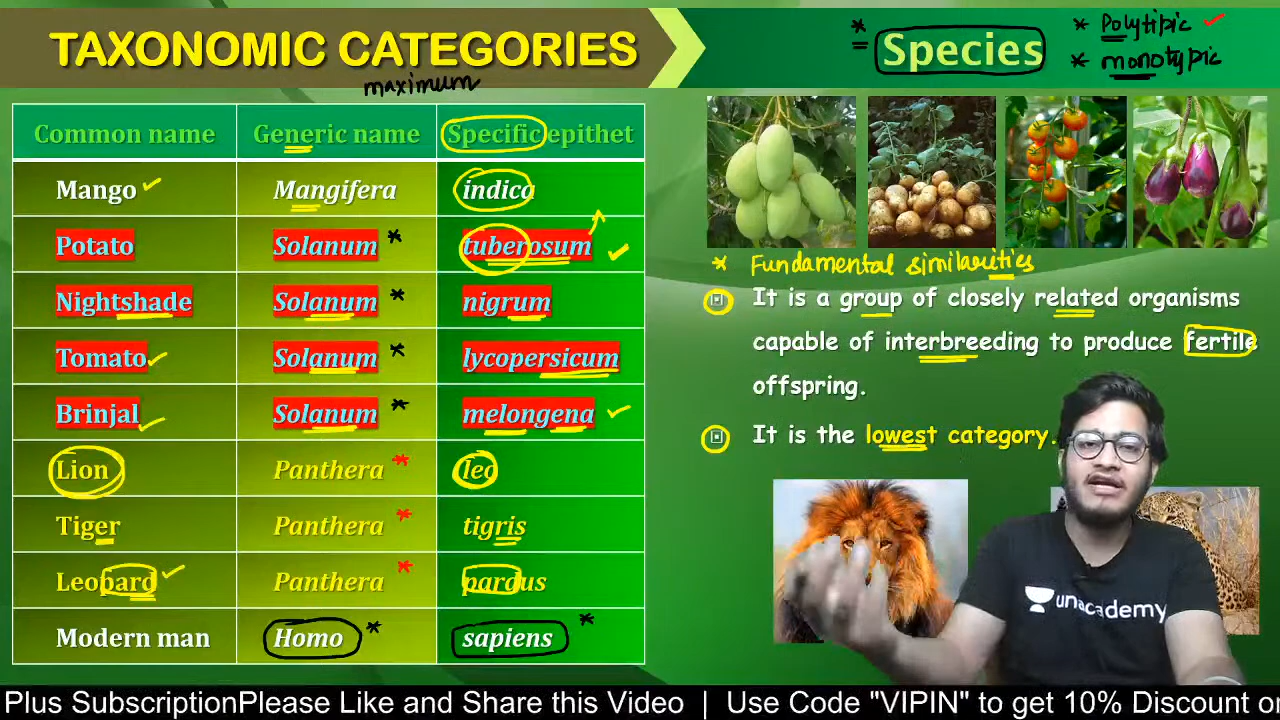 TAXONOMIC CATEGORIES
maximum
* Species
* Polytipic
* monotypic
Common name Generic name Specific epithet
Mango Mangifera indica
Potato Solanum * tuberosum
Nightshade Solanum * nigrum
Tomato Solanum * lycopersicum
Brinjal Solanum * melongena
Lion Panthera * leo
Tiger Panthera * tigris
Leopard Panthera * pardus
Modern man Homo * sapiens *
* Fundamental similarities
It is a group of closely related organisms
capable of interbreeding to produce fertile
offspring.
It is the lowest category.
unacademy
Plus SubscriptionPlease Like and Share this Video | Use Code "VIPIN" to get 10% Discount on